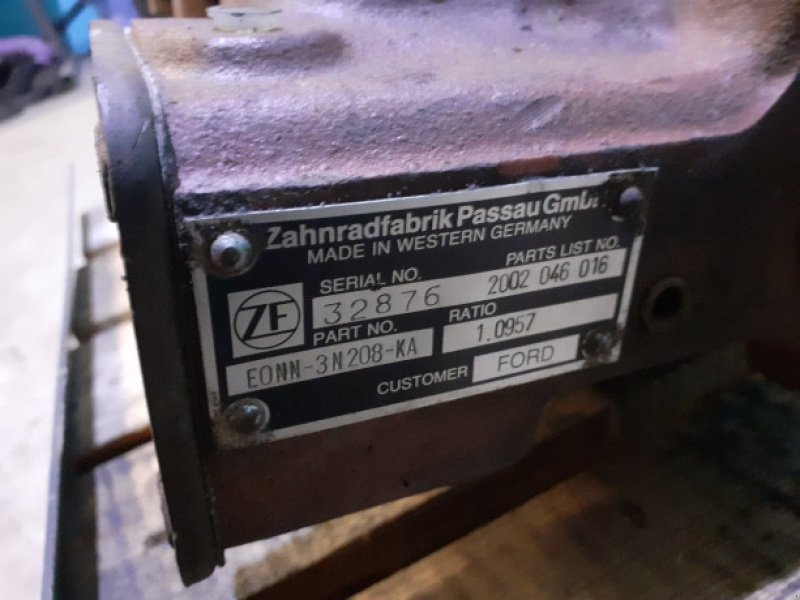 Zahnradfabrik Passau GmbH
MADE IN WESTERN GERMANY
SERIAL NO. PARTS LIST NO.
ZF 32876 2002 046 016
PART NO. RATIO
EONN-3N208-KA 1.0957
CUSTOMER FORD